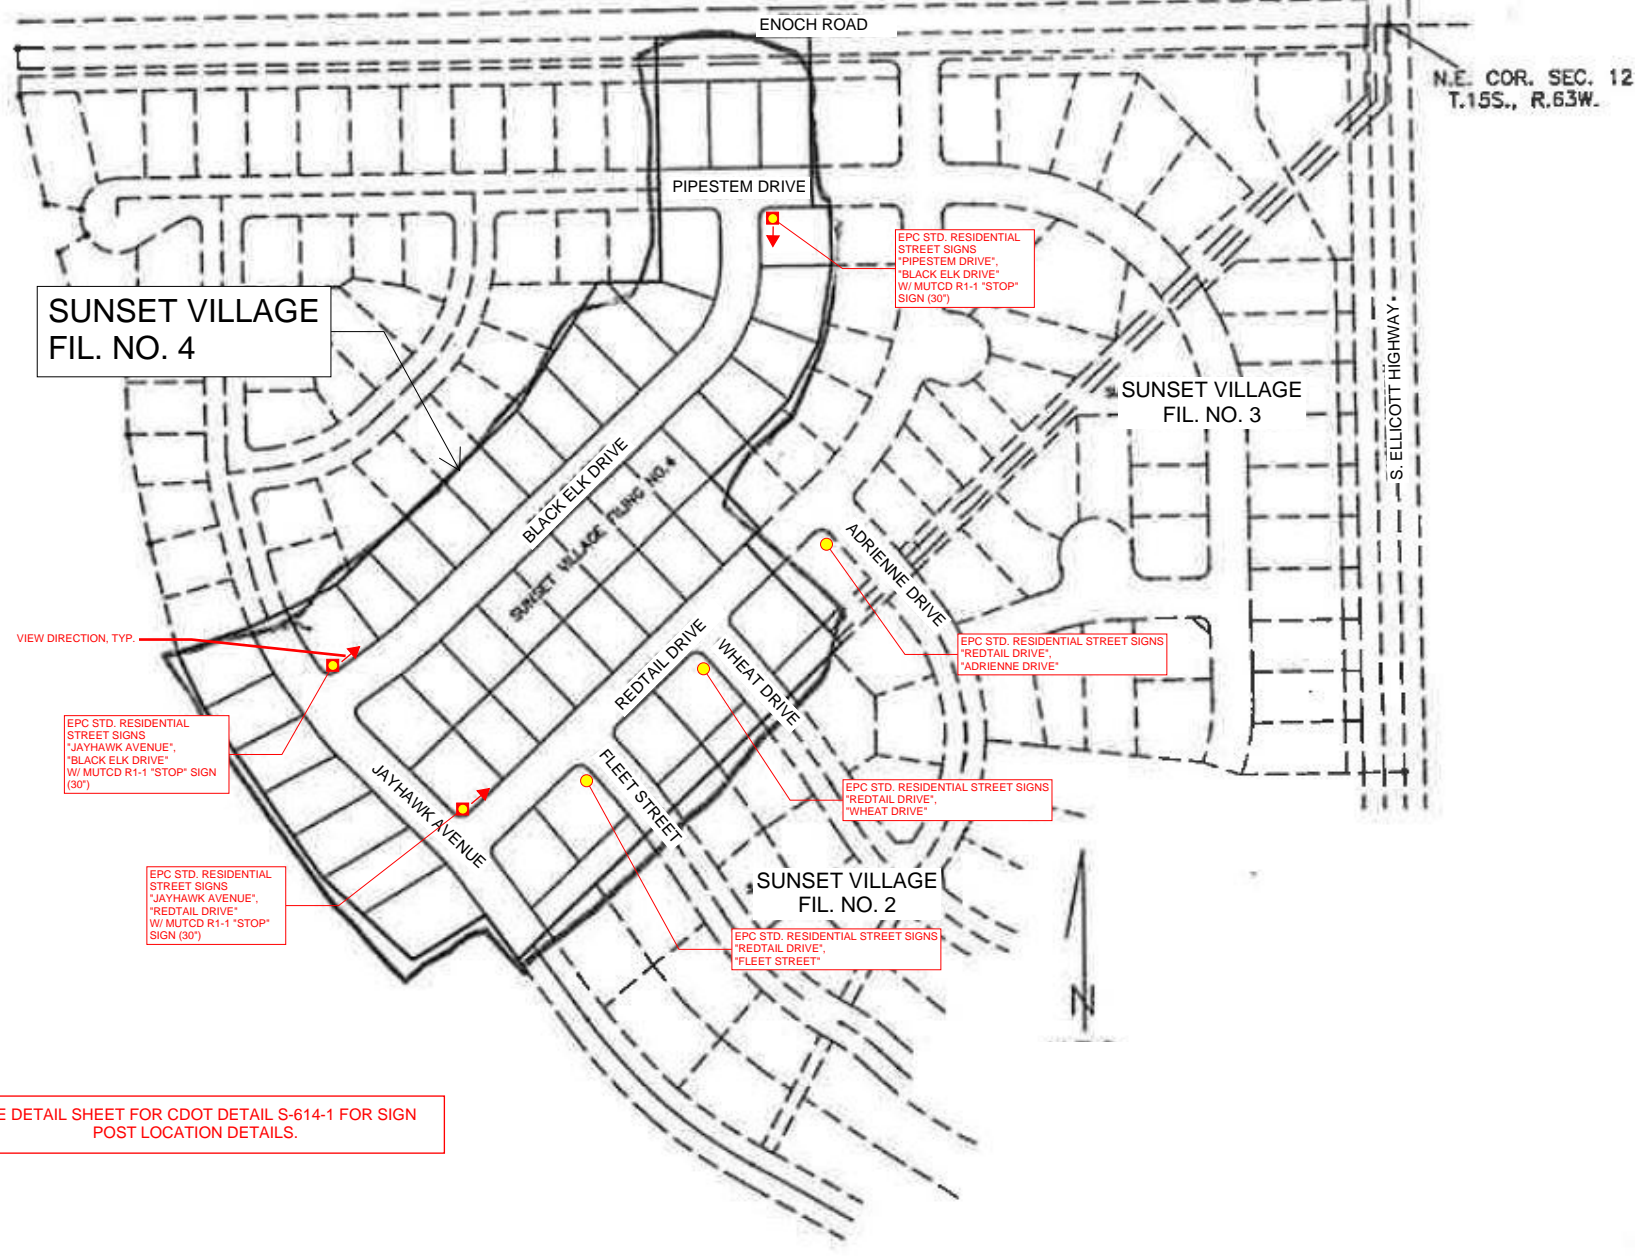 ENOCH ROAD
N.E. COR. SEC. 12
T.15S., R.63W.
PIPESTEM DRIVE
EPC STD. RESIDENTIAL
STREET SIGNS
"PIPESTEM DRIVE",
"BLACK ELK DRIVE"
W/ MUTCD R1-1 "STOP"
SIGN (30")
SUNSET VILLAGE
FIL. NO. 4
SUNSET VILLAGE
FIL. NO. 3
S. ELLICOTT HIGHWAY
BLACK ELK DRIVE
SUNSET VILLAGE FILING NO.4
ADRIENNE DRIVE
VIEW DIRECTION, TYP.
REDTAIL DRIVE
WHEAT DRIVE
EPC STD. RESIDENTIAL STREET SIGNS
"REDTAIL DRIVE",
"ADRIENNE DRIVE"
EPC STD. RESIDENTIAL
STREET SIGNS
"JAYHAWK AVENUE",
"BLACK ELK DRIVE"
W/ MUTCD R1-1 "STOP" SIGN
(30")
JAYHAWK AVENUE
FLEET STREET
EPC STD. RESIDENTIAL STREET SIGNS
"REDTAIL DRIVE",
"WHEAT DRIVE"
EPC STD. RESIDENTIAL
STREET SIGNS
"JAYHAWK AVENUE",
"REDTAIL DRIVE"
W/ MUTCD R1-1 "STOP"
SIGN (30")
SUNSET VILLAGE
FIL. NO. 2
EPC STD. RESIDENTIAL STREET SIGNS
"REDTAIL DRIVE",
"FLEET STREET"
N
E DETAIL SHEET FOR CDOT DETAIL S-614-1 FOR SIGN
POST LOCATION DETAILS.